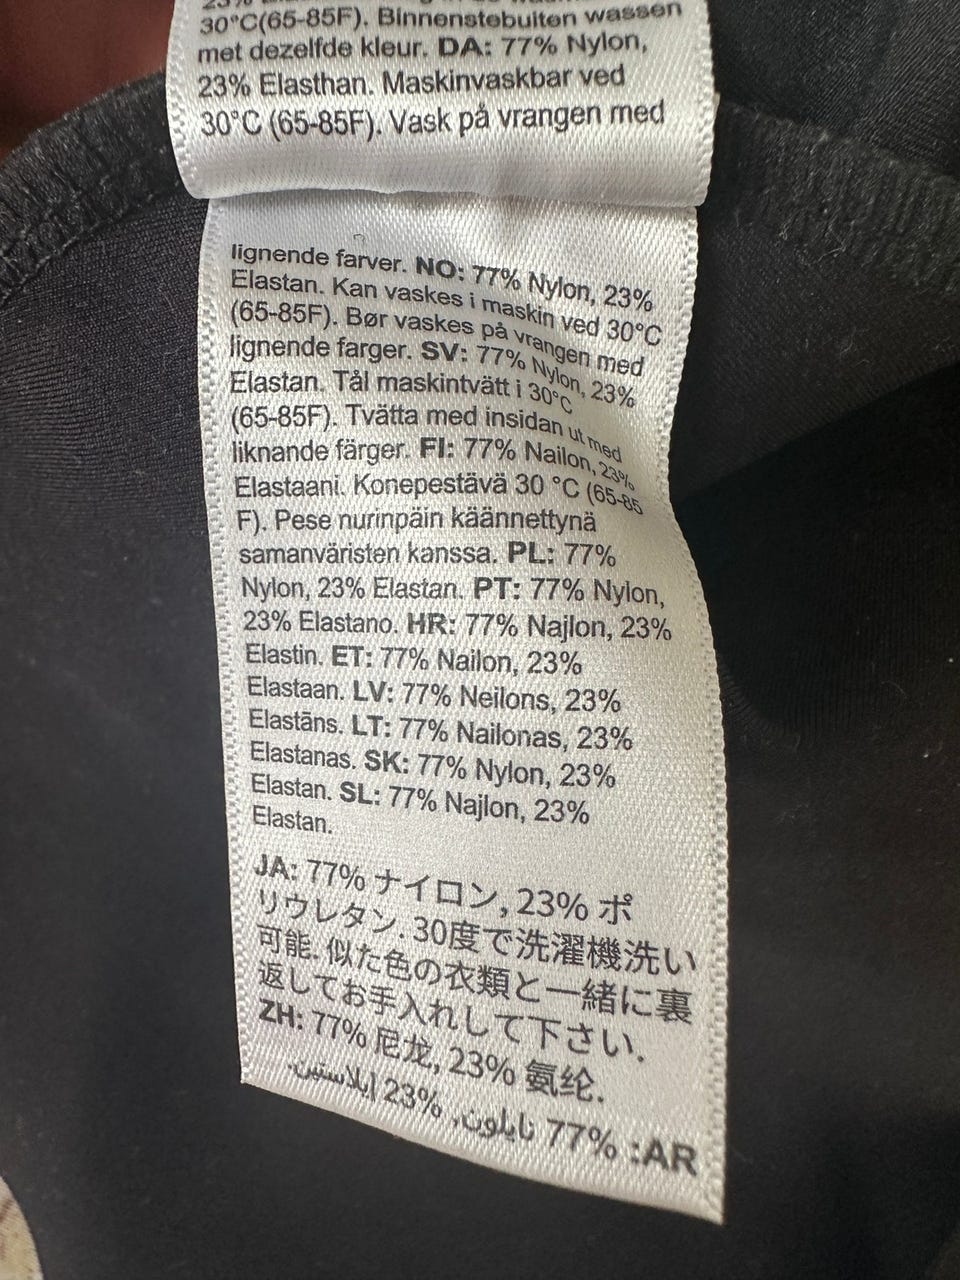 30°C(65-85F). Binnenstebuiten wassen
met dezelfde kleur. DA: 77% Nylon,
23% Elasthan. Maskinvaskbar ved
30°C (65-85F). Vask på vrangen med
lignende farver. NO: 77% Nylon, 23%
Elastan. Kan vaskes i maskin ved 30°C
(65-85F). Bør vaskes på vrangen med
lignende farger. SV: 77% Nylon, 23%
Elastan. Tål maskintvätt i 30°C
(65-85F). Tvätta med insidan ut med
liknande färger. FI: 77% Nailon, 23%
Elastaani. Konepestävä 30 °C (65-85
F). Pese nurinpäin käännettynä
samanväristen kanssa. PL: 77%
Nylon, 23% Elastan. PT: 77% Nylon,
23% Elastano. HR: 77% Najlon, 23%
Elastin. ET: 77% Nailon, 23%
Elastaan. LV: 77% Neilons, 23%
Elastāns. LT: 77% Nailonas, 23%
Elastanas. SK: 77% Nylon, 23%
Elastan. SL: 77% Najlon, 23%
Elastan.
JA: 77% ナイロン, 23% ポ
リウレタン. 30度で洗濯機洗い
可能. 似た色の衣類と一緒に裏
返してお手入れして下さい.
ZH: 77% 尼龙, 23% 氨纶.
AR: 77% نايلون, 23% إيلاستين.